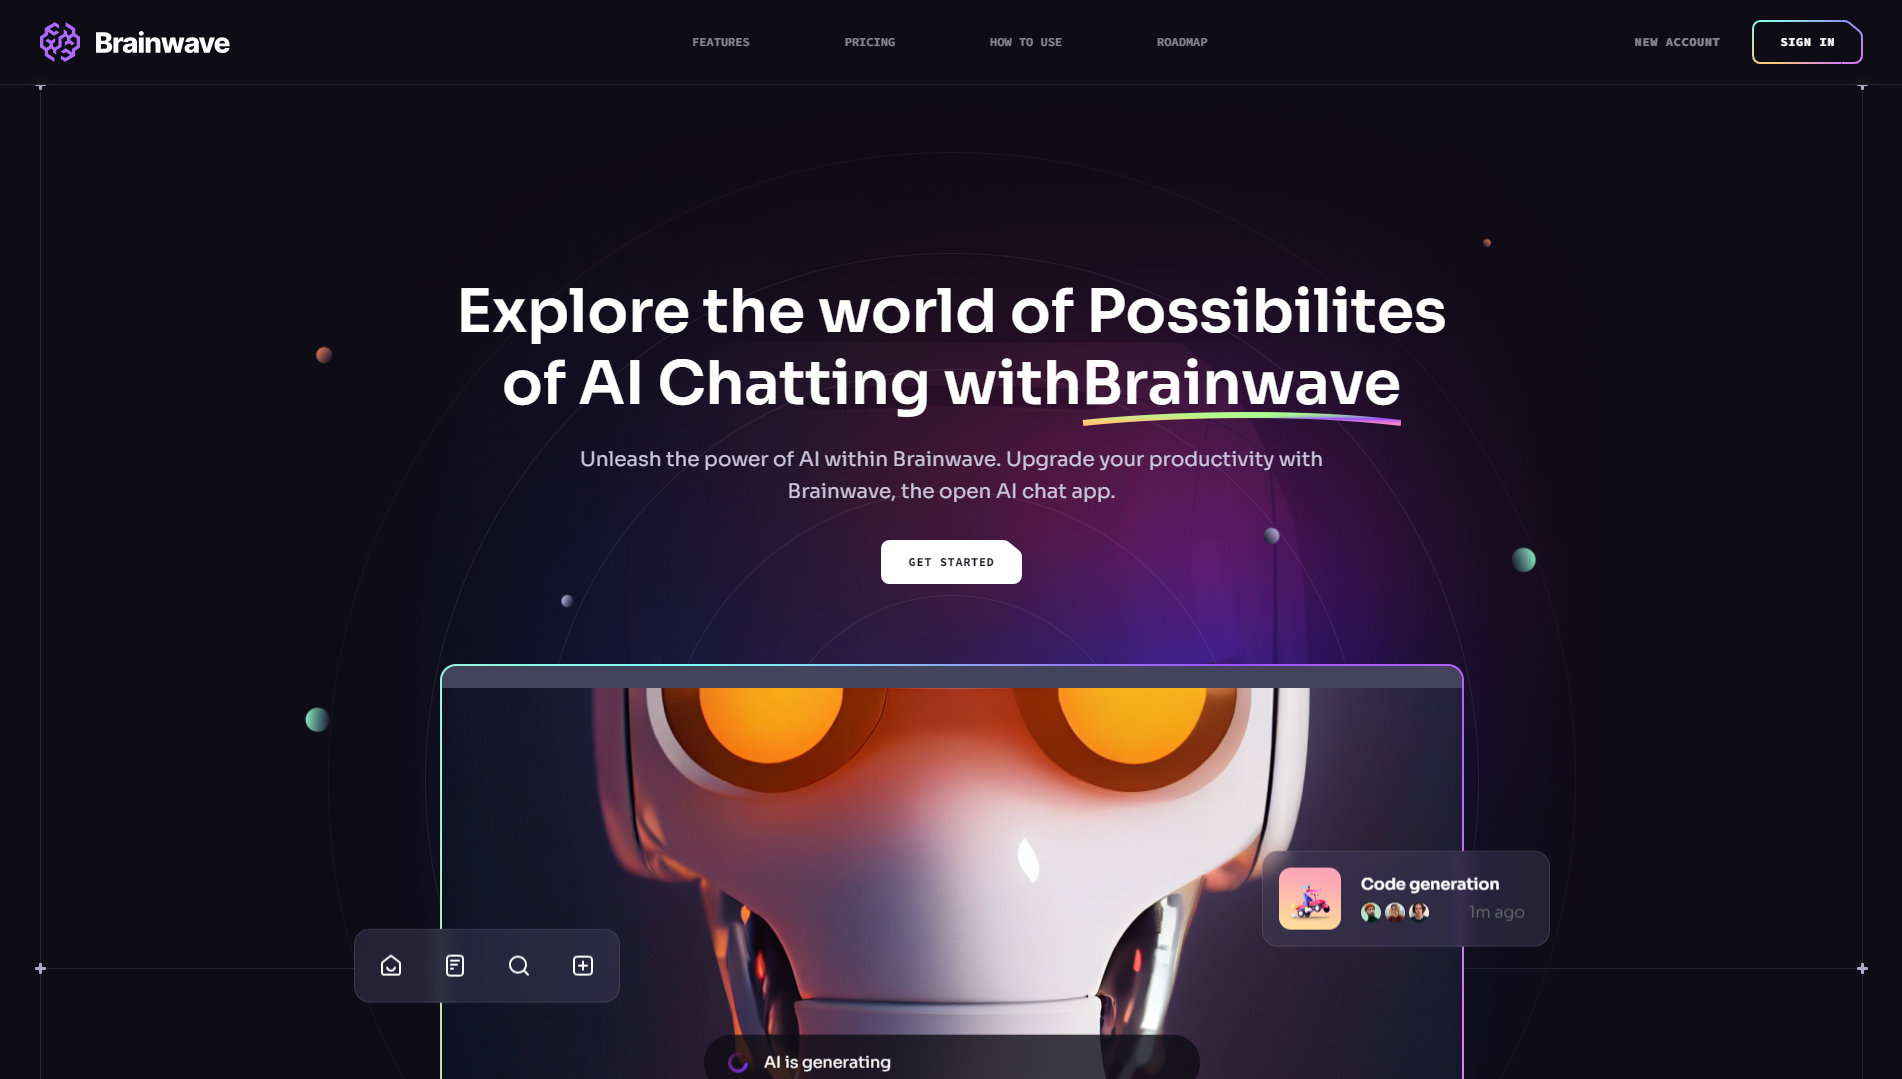 Brainwave
FEATURES
PRICING
HOW TO USE
ROADMAP
NEW ACCOUNT
SIGN IN
Explore the world of Possibilites
of AI Chatting withBrainwave
Unleash the power of AI within Brainwave. Upgrade your productivity with
Brainwave, the open AI chat app.
GET STARTED
Code generation
1m ago
AI is generating